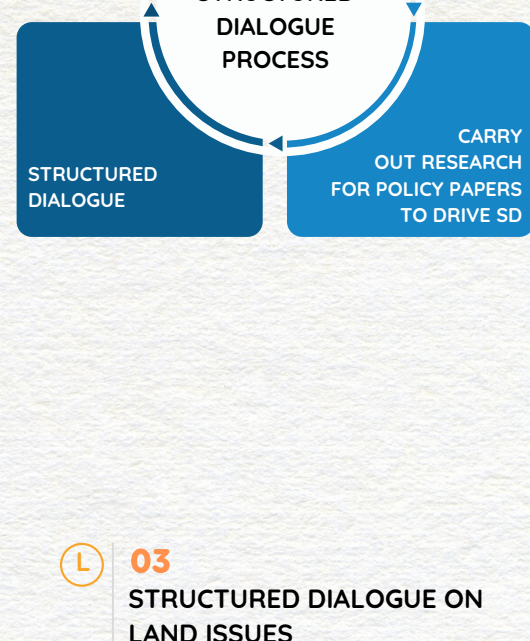 STRUCTURED
DIALOGUE
PROCESS
CARRY
OUT RESEARCH
FOR POLICY PAPERS
TO DRIVE SD
STRUCTURED
DIALOGUE
L
03
STRUCTURED DIALOGUE ON
LAND ISSUES